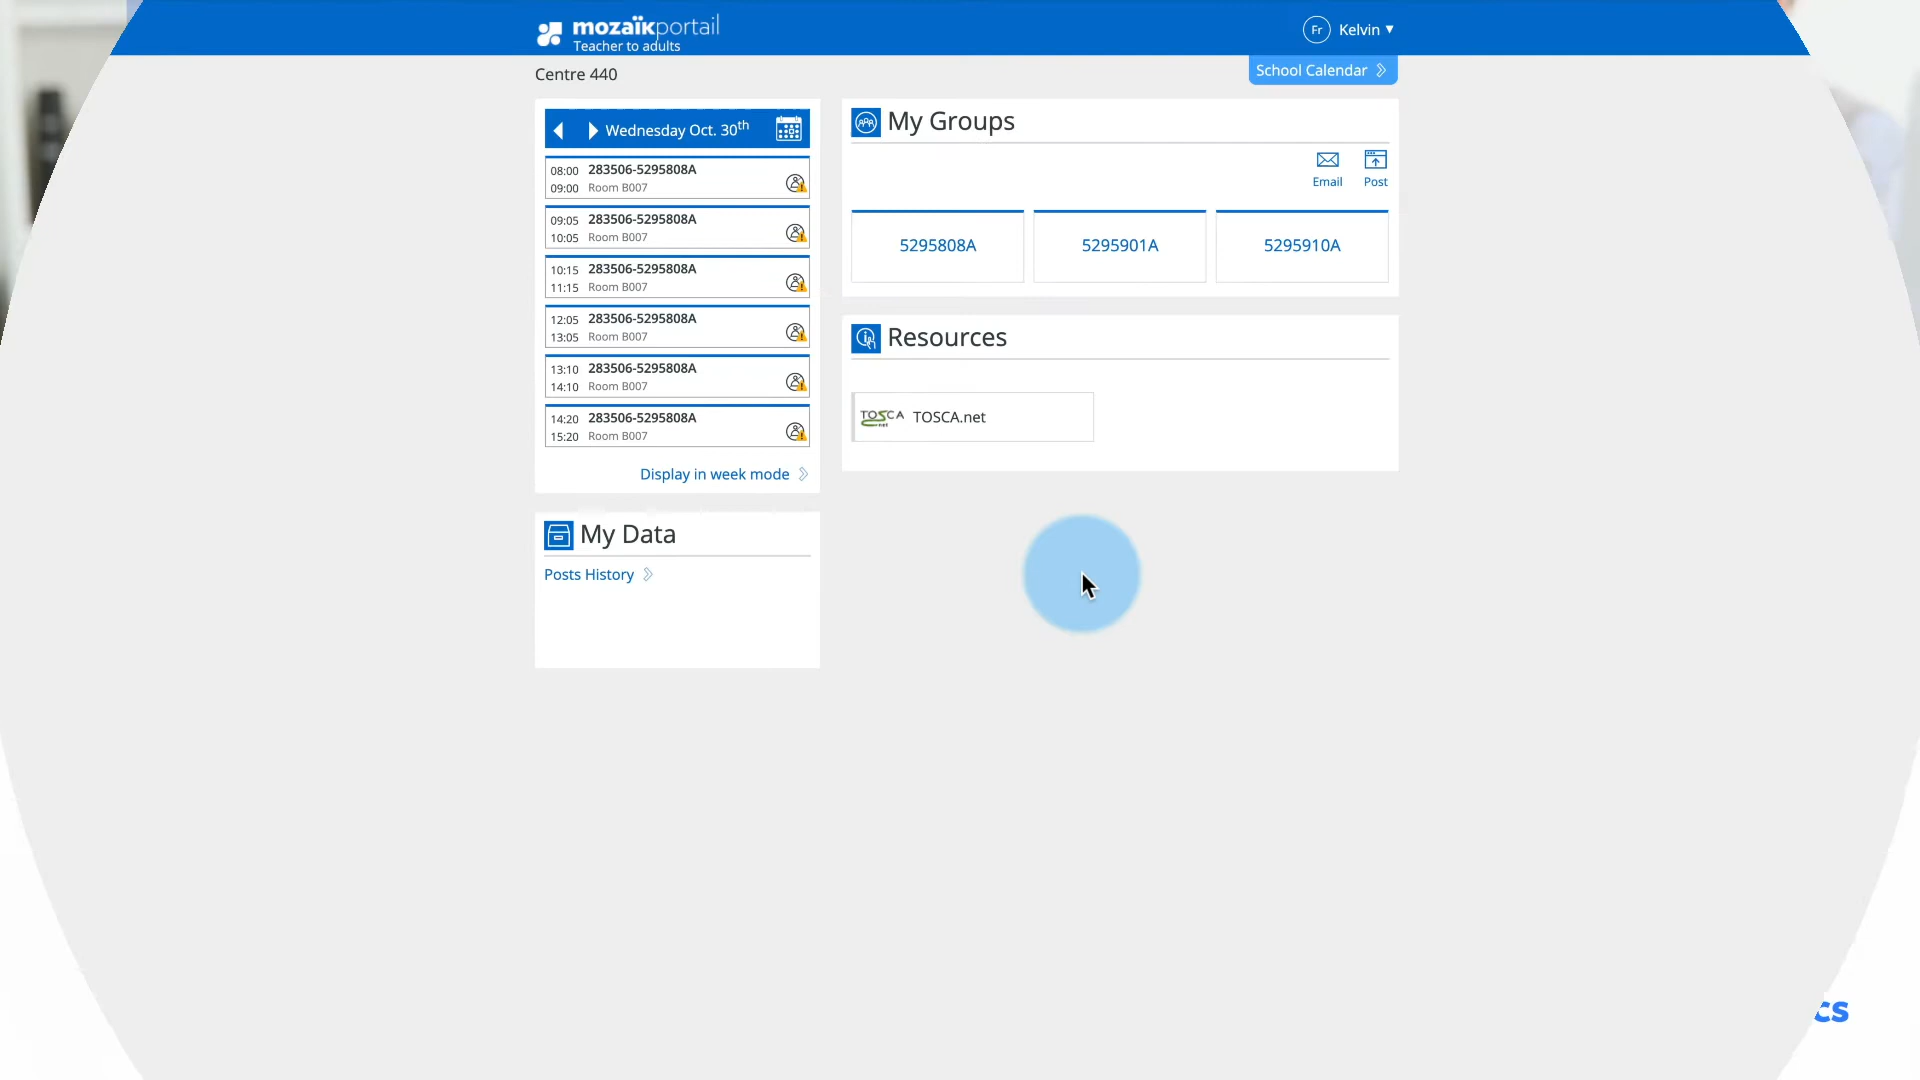 mozaïkportail
Teacher to adults
Fr Kelvin
Centre 440
School Calendar
Wednesday Oct. 30th
08:00 283506-5295808A
09:00 Room B007
09:05 283506-5295808A
10:05 Room B007
10:15 283506-5295808A
11:15 Room B007
12:05 283506-5295808A
13:05 Room B007
13:10 283506-5295808A
14:10 Room B007
14:20 283506-5295808A
15:20 Room B007
Display in week mode
My Data
Posts History
My Groups
Email Post
5295808A 5295901A 5295910A
Resources
TOSCA .net TOSCA.net
cs